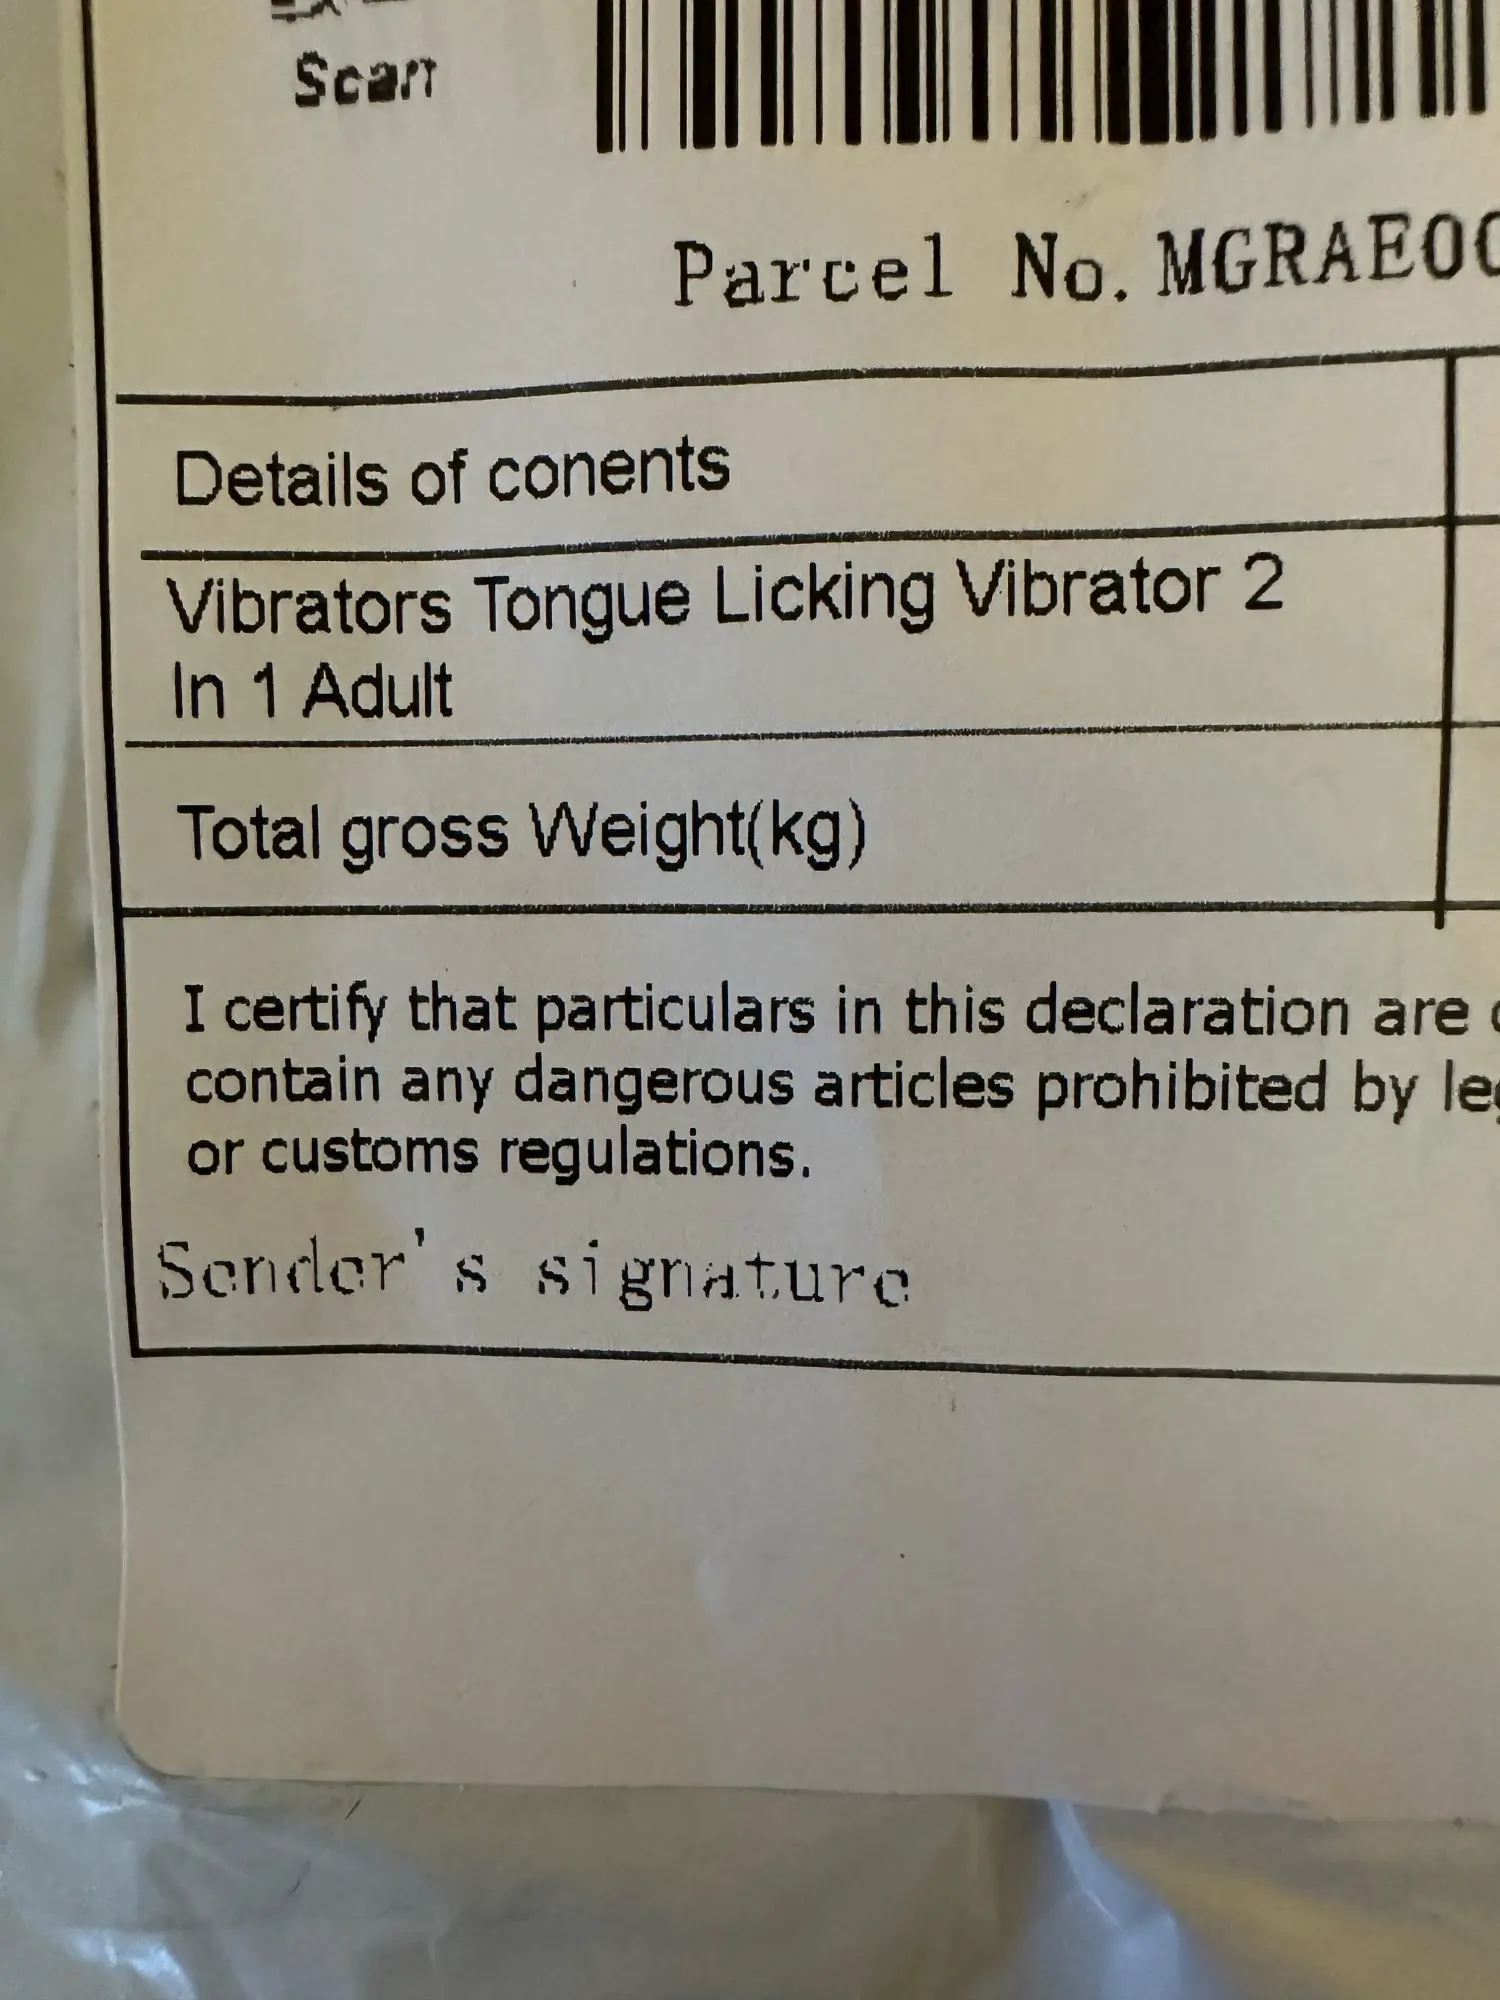 Scan
Parcel No. MGRAE00
Details of conents
Vibrators Tongue Licking Vibrator 2
In 1 Adult
Total gross Weight(kg)
I certify that particulars in this declaration are
contain any dangerous articles prohibited by
or customs regulations.
Sender's signature